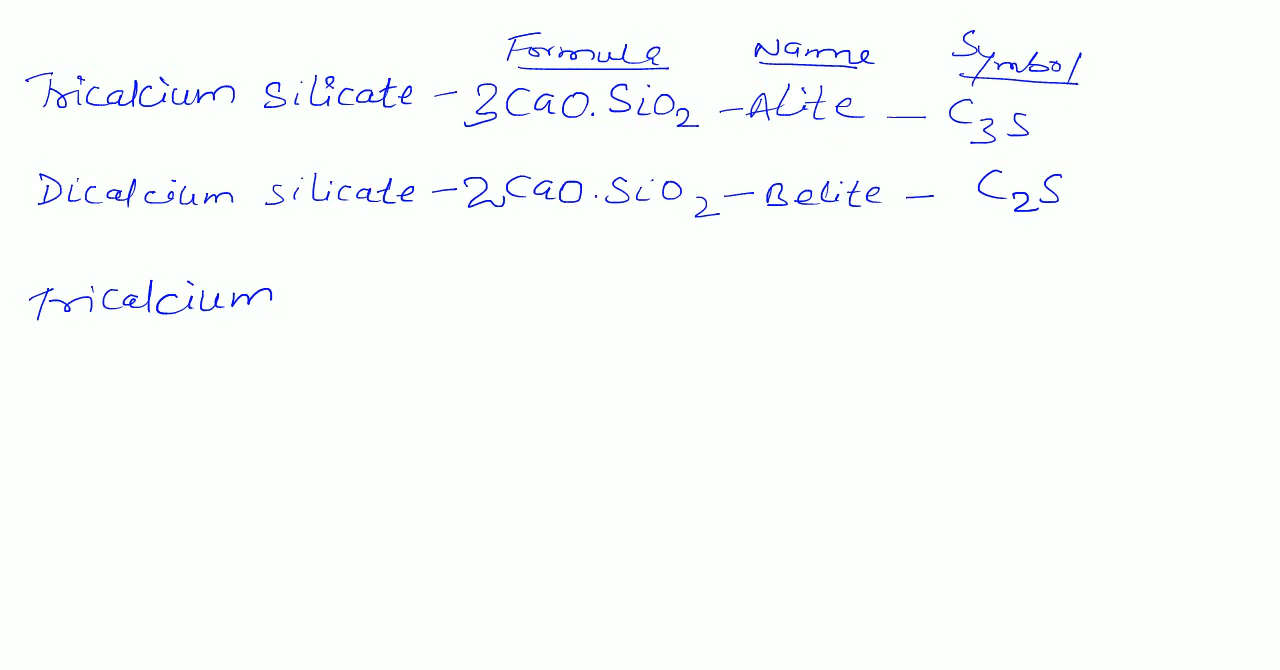 Formula Name Symbol
Tricalcium silicate - 3CaO.SiO₂ - Alite - C₃S
Dicalcium silicate - 2CaO.SiO₂ - Belite - C₂S
Tricalcium